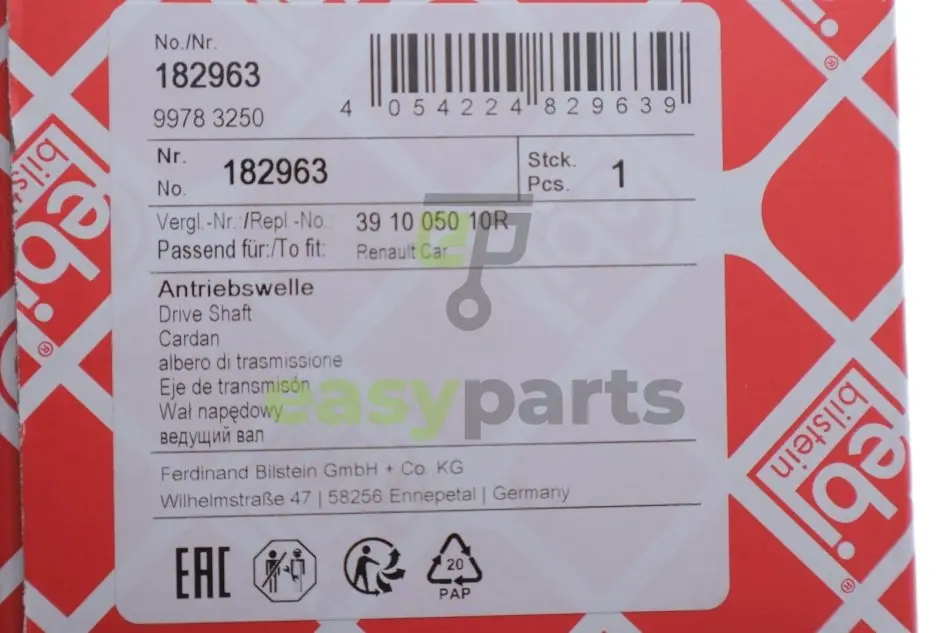 No./Nr.
182963
9978 3250
4 054224 829639
Nr.
No. 182963
Stck.
Pcs. 1
Vergl.-Nr.:/Repl -No.: 39 10 050 10R
Passend für:/To fit: Renault Car
Antriebswelle
Drive Shaft
Cardan
albero di trasmissione
Eje de transmisón
Wał napędowy
ведущий вал
Ferdinand Bilstein GmbH + Co. KG
Wilhelmstraße 47 | 58256 Ennepetal | Germany
EAC
20
PAP
ep
easyparts
febi
bilstein
®
febi
bilstein
®
®